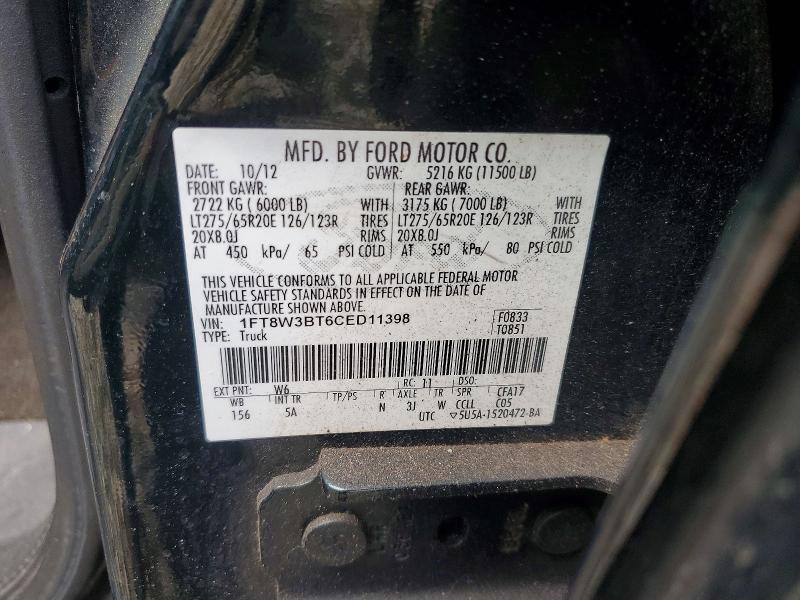 MFD. BY FORD MOTOR CO.
DATE: 10/12 GVWR: 5216 KG (11500 LB)
FRONT GAWR: REAR GAWR:
2722 KG ( 6000 LB) WITH 3175 KG ( 7000 LB) WITH
LT275/65R20E 126/123R TIRES LT275/65R20E 126/123R TIRES
20X8.0J RIMS 20X8.0J RIMS
AT 450 kPa/ 65 PSI COLD AT 550 kPa/ 80 PSI COLD
THIS VEHICLE CONFORMS TO ALL APPLICABLE FEDERAL MOTOR
VEHICLE SAFETY STANDARDS IN EFFECT ON THE DATE OF
MANUFACTURE SHOWN ABOVE.
VIN: 1FT8W3BT6CED11398 F0833
TYPE: Truck T0851
EXT PNT: W6 RC: 11 DSO:
WB INT TR TP/PS R AXLE TR SPR CFA17
156 5A N 3J W CCLL C05
UTC ▽5U5A-1520472-BA